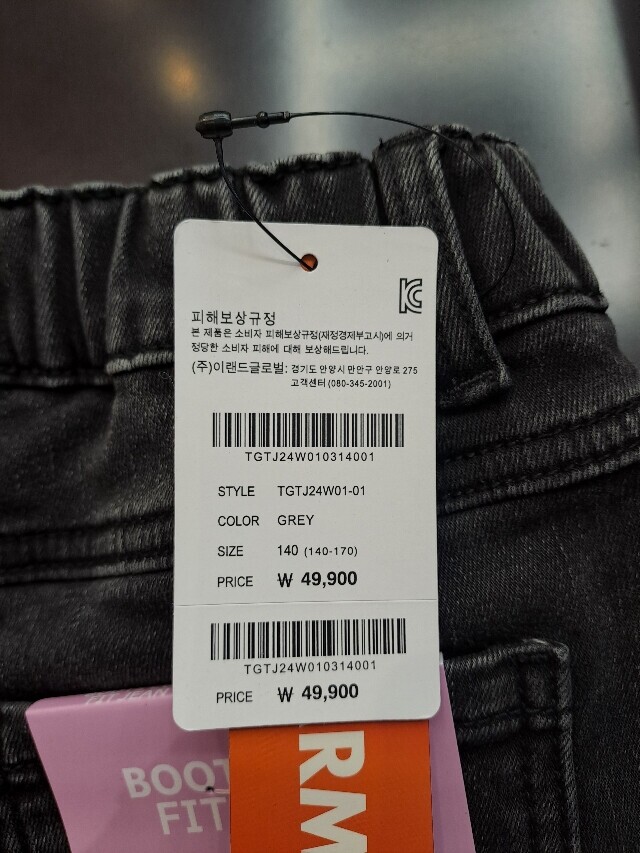 피해보상규정
본 제품은 소비자 피해보상규정(재정경제부고시)에 의거
정당한 소비자 피해에 대해 보상해드립니다.
(주)이랜드글로벌: 경기도 안양시 만안구 안양로 275
고객센터 (080-345-2001)
TGTJ24W010314001
STYLE TGTJ24W01-01
COLOR GREY
SIZE 140 (140-170)
PRICE ₩ 49,900
TGTJ24W010314001
PRICE ₩ 49,900
BOOT
FIT
RM